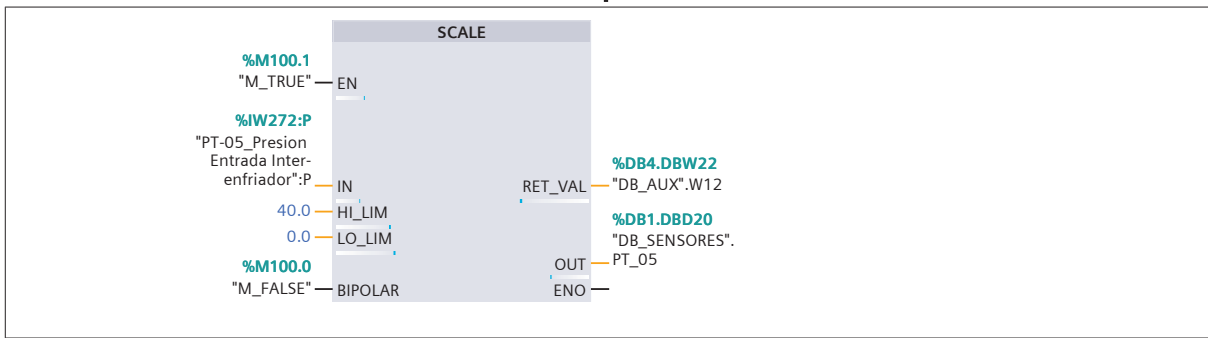 SCALE
%M100.1
"M_TRUE"
EN
%IW272:P
"PT-05_Presion
Entrada Inter-
enfriador":P
IN
40.0
HI_LIM
0.0
LO_LIM
%M100.0
"M_FALSE"
BIPOLAR
%DB4.DBW22
RET_VAL
"DB_AUX".W12
%DB1.DBD20
"DB_SENSORES".
OUT
PT_05
ENO